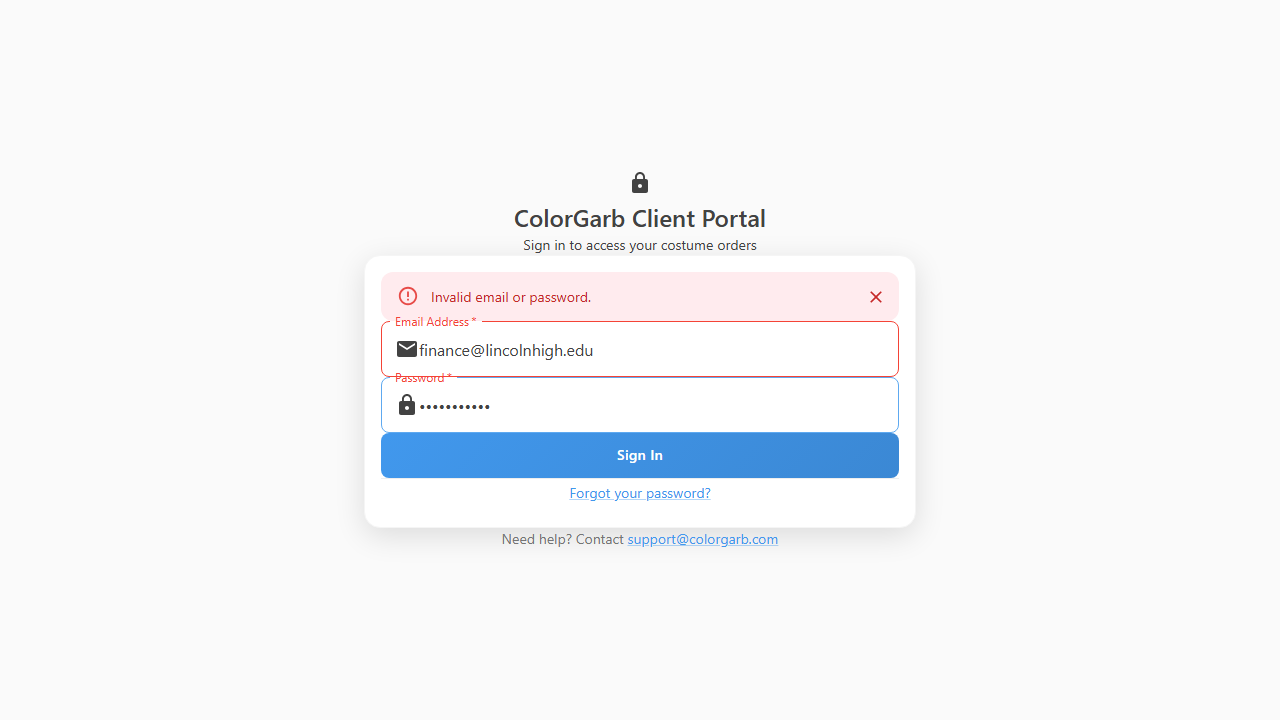 ColorGarb Client Portal
Sign in to access your costume orders
Invalid email or password.
Email Address *
finance@lincolnhigh.edu
Password *
•••••••••••
Sign In
Forgot your password?
Need help? Contact support@colorgarb.com